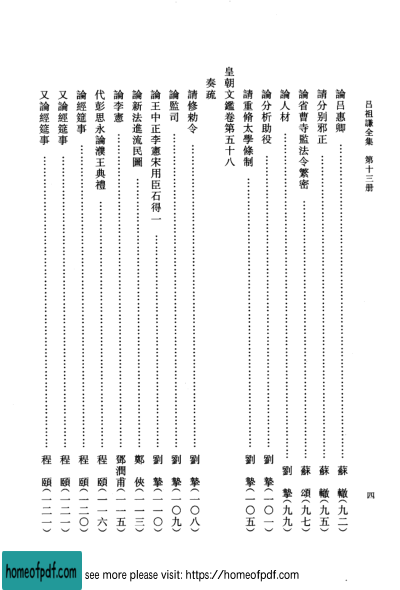 吕祖謙全集 第十三册
四
論吕惠卿……蘇 轍(九二)
請分别邪正……蘇 轍(九五)
論省曹寺監法令繁密……蘇 頌(九七)
論人材……劉 摯(九九)
論分析助役……劉 摯(一〇一)
請重脩太學條制……劉 摯(一〇五)
皇朝文鑑卷第五十八
奏疏
請修勑令……劉 摯(一〇八)
論監司……劉 摯(一〇九)
論王中正李憲宋用臣石得一……劉 摯(一一〇)
論新法進流民圖……鄭 俠(一一三)
論李憲……鄧潤甫(一一五)
代彭思永論濮王典禮……程 頤(一一六)
論經筵事……程 頤(一二〇)
又論經筵事……程 頤(一二一)
又論經筵事……程 頤(一二一)
homeofpdf.com
see more please visit: https://homeofpdf.com